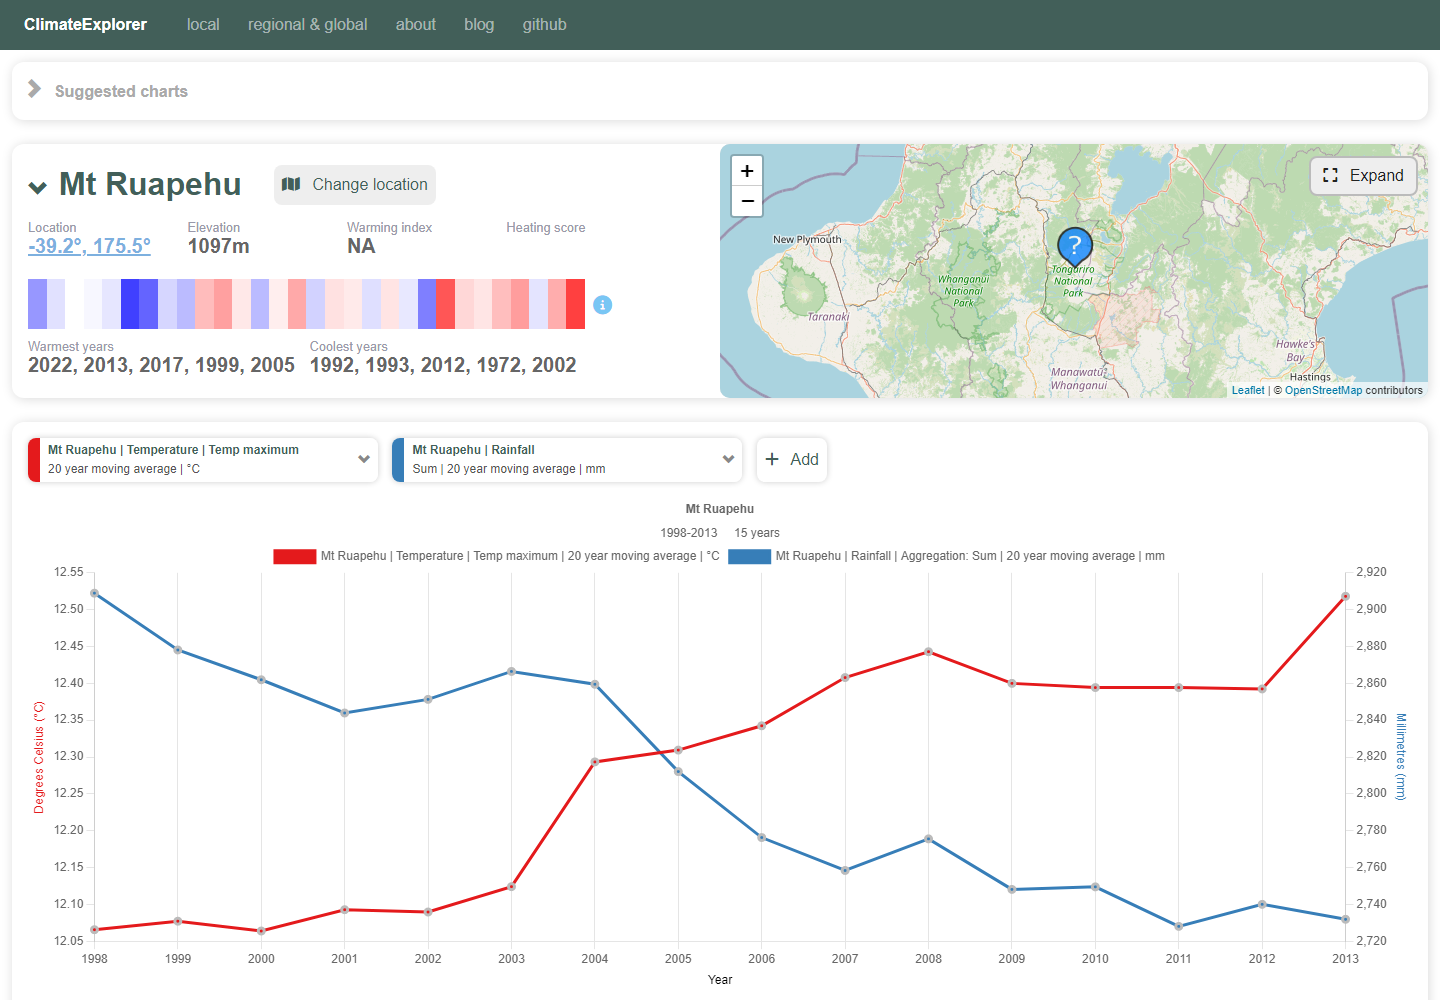 ClimateExplorer local regional & global about blog github
Suggested charts
Mt Ruapehu Change location
Location Elevation Warming index Heating score
-39.2°, 175.5° 1097m NA
Warmest years Coolest years
2022, 2013, 2017, 1999, 2005 1992, 1993, 2012, 1972, 2002
+
−
Expand
New Plymouth
?
Tongariro
National
Park
Whanganui
National
Park
Taranaki
Hawke's
Bay
Manawatū-
Whanganui
Hastings
Leaflet | © OpenStreetMap contributors
Mt Ruapehu | Temperature | Temp maximum
20 year moving average | °C
Mt Ruapehu | Rainfall
Sum | 20 year moving average | mm
+ Add
Mt Ruapehu
1998-2013 15 years
Mt Ruapehu | Temperature | Temp maximum | 20 year moving average | °C Mt Ruapehu | Rainfall | Aggregation: Sum | 20 year moving average | mm
12.55 2,920
12.50 2,900
12.45 2,880
12.40 2,860
12.35 2,840
12.30 2,820
12.25 2,800
12.20 2,780
12.15 2,760
12.10 2,740
12.05 2,720
Degrees Celsius (°C)
Millimetres (mm)
1998 1999 2000 2001 2002 2003 2004 2005 2006 2007 2008 2009 2010 2011 2012 2013
Year